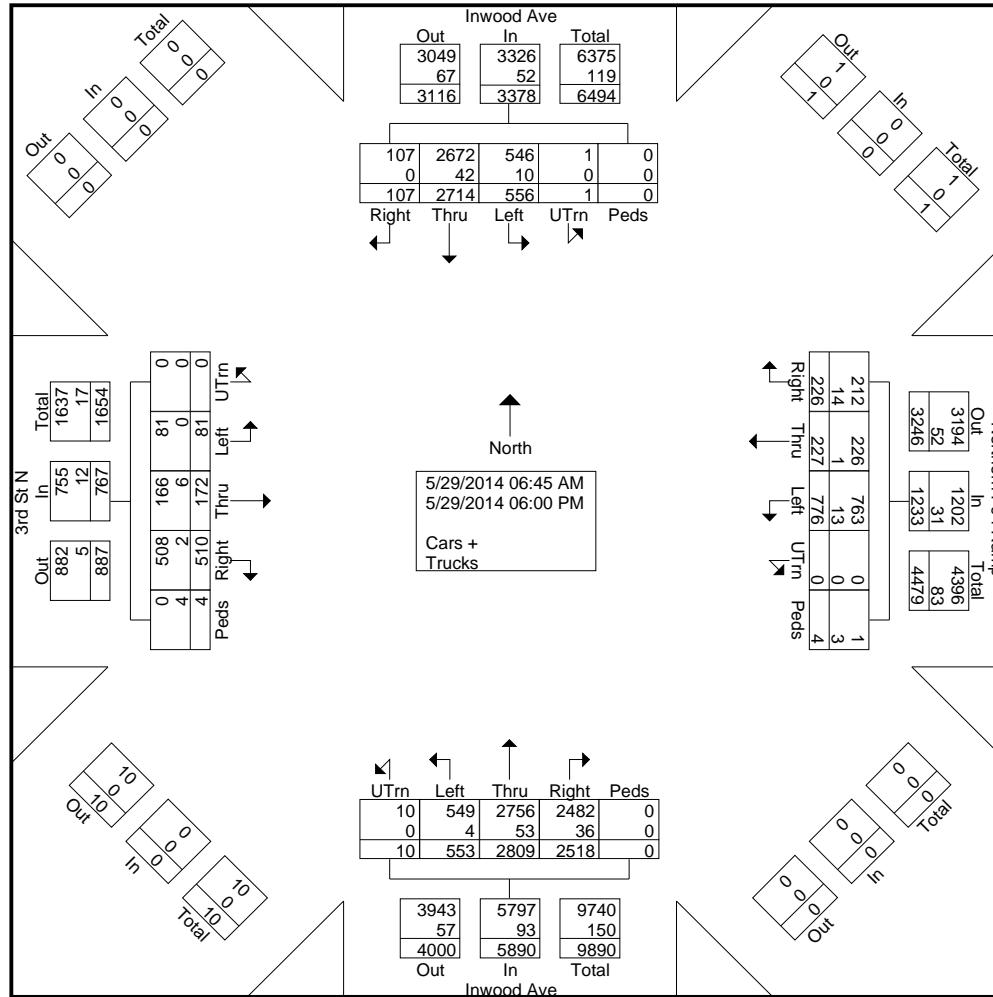 Inwood Ave
Out In Total
3049 3326 6375
67 52 119
3116 3378 6494
107 2672 546 1 0
0 42 10 0 0
107 2714 556 1 0
Right Thru Left UTrn Peds
Out
0
0
0
In
0
0
0
Total
0
0
0
Out
1
0
1
In
0
0
0
Total
1
0
1
3rd St N
Out In Total
882 755 1637
5 12 17
887 767 1654
0 508 166 81 0
4 2 6 0 0
4 510 172 81 0
Peds Right Thru Left UTrn
North
5/29/2014 06:45 AM
5/29/2014 06:00 PM
Cars +
Trucks
Right Thru Left UTrn Peds
212 226 763 0 1
14 1 13 0 3
226 227 776 0 4
Out In Total
3194 1202 4396
52 31 83
3246 1233 4479
UTrn Left Thru Right Peds
10 549 2756 2482 0
0 4 53 36 0
10 553 2809 2518 0
3943 5797 9740
57 93 150
4000 5890 9890
Out In Total
Inwood Ave
10
0
10
Out
0
0
0
In
10
0
10
Total
0
0
0
Out
0
0
0
In
0
0
0
Total